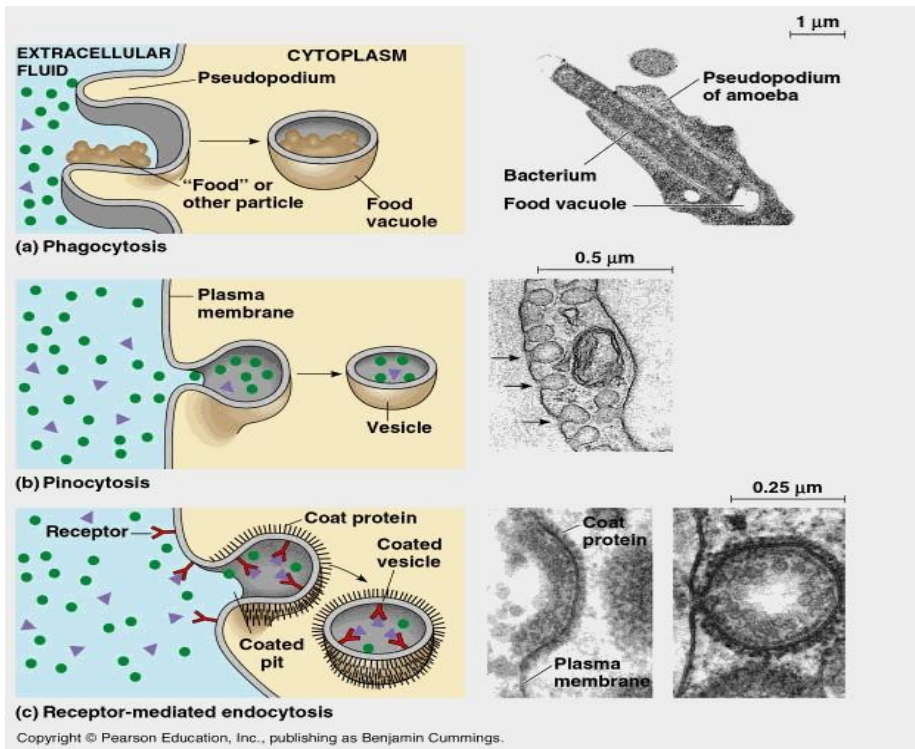 1 μm
EXTRACELLULAR
FLUID
CYTOPLASM
Pseudopodium
"Food" or
other particle
Food
vacuole
Pseudopodium
of amoeba
Bacterium
Food vacuole
(a) Phagocytosis
0.5 μm
Plasma
membrane
Vesicle
(b) Pinocytosis
0.25 μm
Receptor
Coat protein
Coated
vesicle
Coated
pit
Coat
protein
Plasma
membrane
(c) Receptor-mediated endocytosis
Copyright © Pearson Education, Inc., publishing as Benjamin Cummings.